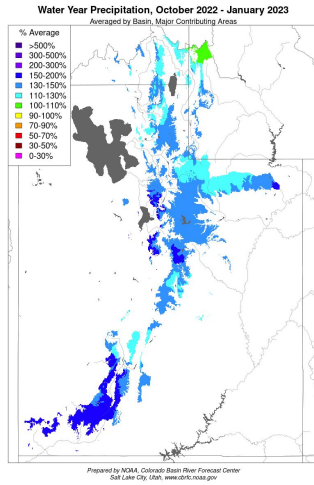 Water Year Precipitation, October 2022 - January 2023
Averaged by Basin, Major Contributing Areas
% Average
>500%
300-500%
200-300%
150-200%
130-150%
110-130%
100-110%
90-100%
70-90%
50-70%
30-50%
0-30%
Prepared by NOAA, Colorado Basin River Forecast Center
Salt Lake City, Utah, www.cbrfc.noaa.gov